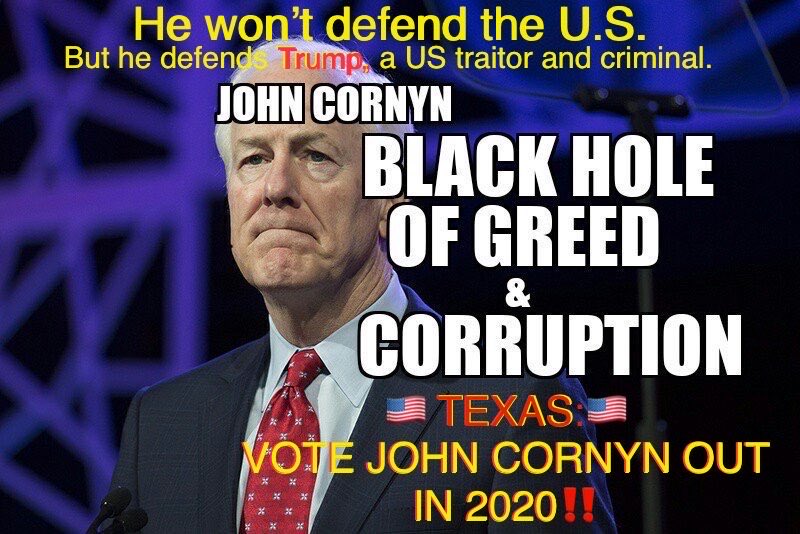 He won't defend the U.S.
But he defends Trump, a US traitor and criminal.
JOHN CORNYN
BLACK HOLE
OF GREED
&
CORRUPTION
🇺🇸 TEXAS:🇺🇸
VOTE JOHN CORNYN OUT
IN 2020‼️